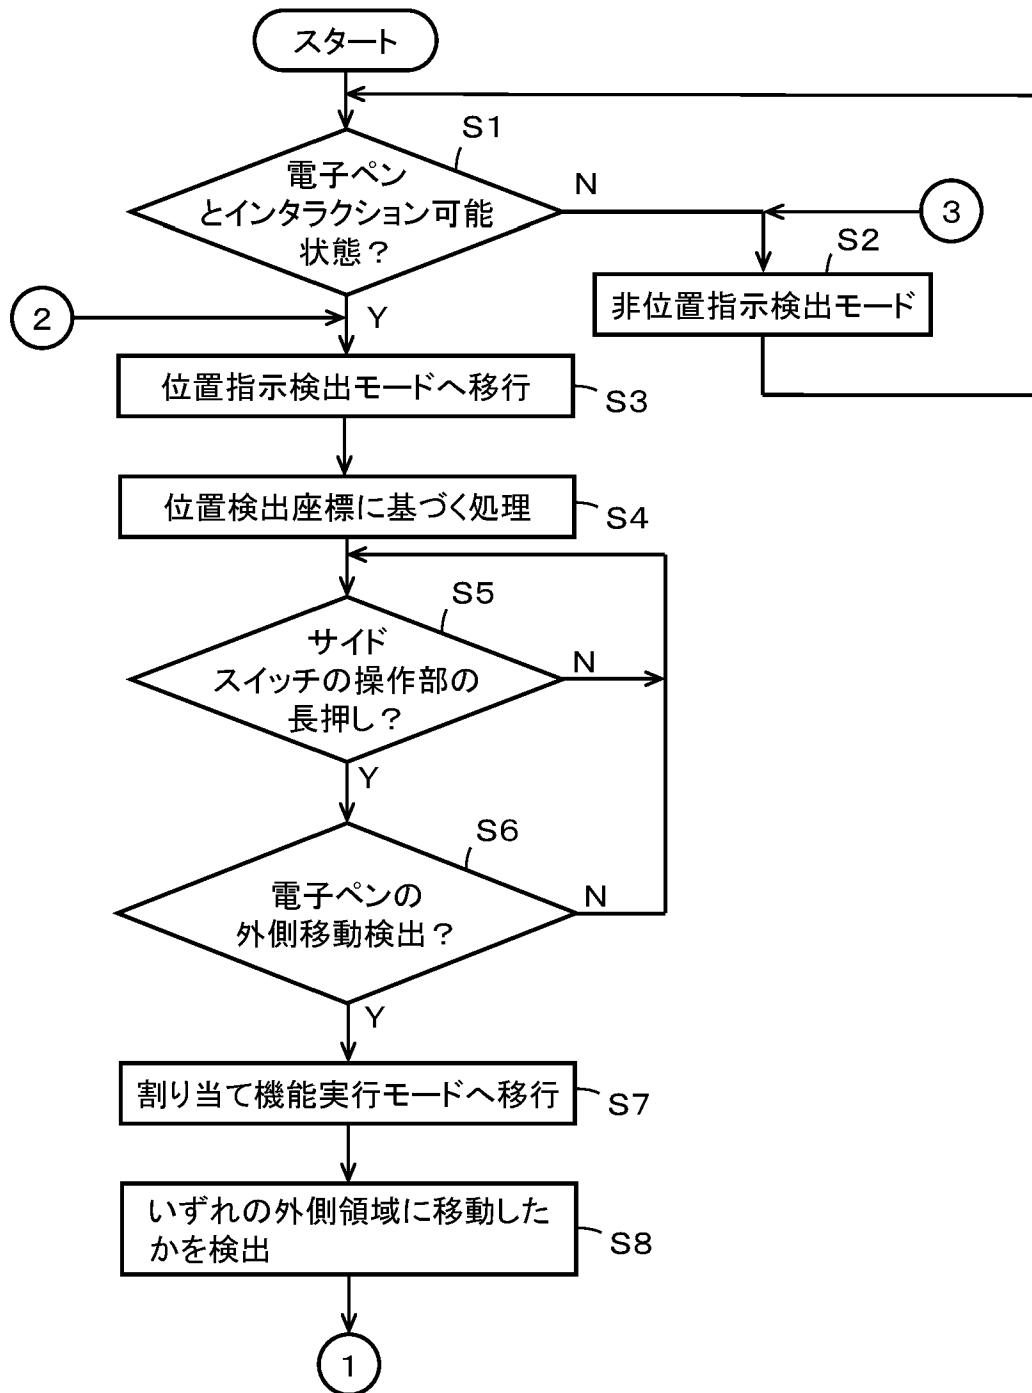 スタート
S1
電子ペン
とインタラクション可能
状態?
N
3
S2
非位置指示検出モード
2
Y
位置指示検出モードへ移行
S3
位置検出座標に基づく処理
S4
S5
サイド
スイッチの操作部の
長押し?
N
Y
S6
電子ペンの
外側移動検出?
N
Y
割り当て機能実行モードへ移行
S7
いずれの外側領域に移動した
かを検出
S8
1